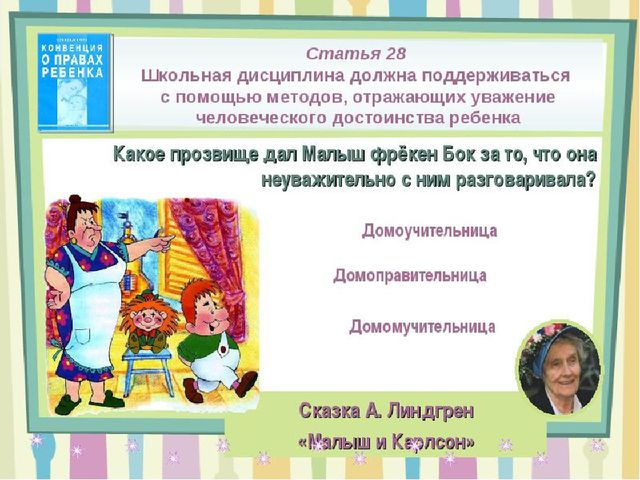 КОНВЕНЦИЯ
О ПРАВАХ
РЕБЕНКА
Статья 28
Школьная дисциплина должна поддерживаться
с помощью методов, отражающих уважение
человеческого достоинства ребенка
Какое прозвище дал Малыш фрёкен Бок за то, что она
неуважительно с ним разговаривала?
Домоучительница
Домоправительница
Домомучительница
Сказка А. Линдгрен
«Малыш и Карлсон»